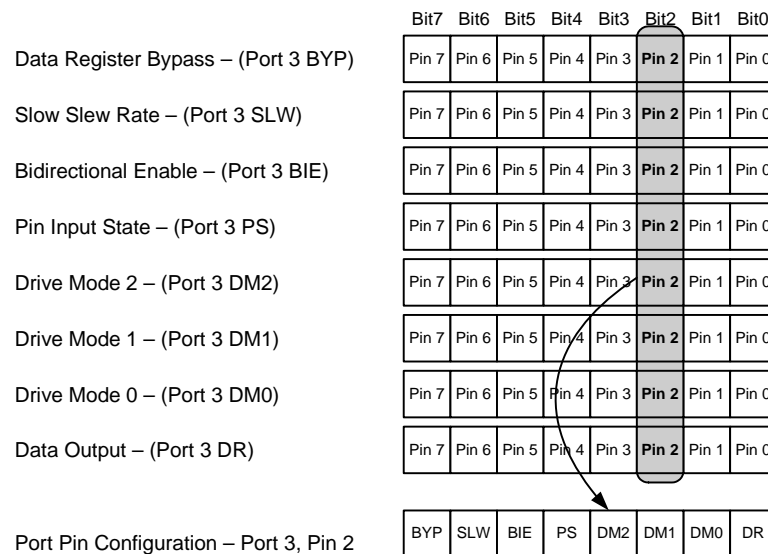 Bit7 Bit6 Bit5 Bit4 Bit3 Bit2 Bit1 Bit0
Data Register Bypass – (Port 3 BYP) Pin 7 Pin 6 Pin 5 Pin 4 Pin 3 Pin 2 Pin 1 Pin 0
Slow Slew Rate – (Port 3 SLW) Pin 7 Pin 6 Pin 5 Pin 4 Pin 3 Pin 2 Pin 1 Pin 0
Bidirectional Enable – (Port 3 BIE) Pin 7 Pin 6 Pin 5 Pin 4 Pin 3 Pin 2 Pin 1 Pin 0
Pin Input State – (Port 3 PS) Pin 7 Pin 6 Pin 5 Pin 4 Pin 3 Pin 2 Pin 1 Pin 0
Drive Mode 2 – (Port 3 DM2) Pin 7 Pin 6 Pin 5 Pin 4 Pin 3 Pin 2 Pin 1 Pin 0
Drive Mode 1 – (Port 3 DM1) Pin 7 Pin 6 Pin 5 Pin 4 Pin 3 Pin 2 Pin 1 Pin 0
Drive Mode 0 – (Port 3 DM0) Pin 7 Pin 6 Pin 5 Pin 4 Pin 3 Pin 2 Pin 1 Pin 0
Data Output – (Port 3 DR) Pin 7 Pin 6 Pin 5 Pin 4 Pin 3 Pin 2 Pin 1 Pin 0
Port Pin Configuration – Port 3, Pin 2 BYP SLW BIE PS DM2 DM1 DM0 DR